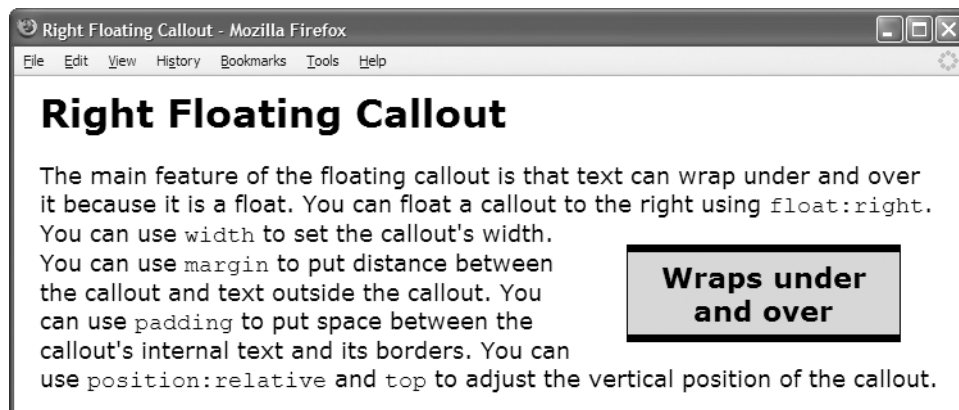 Right Floating Callout - Mozilla Firefox
File Edit View History Bookmarks Tools Help
Right Floating Callout
The main feature of the floating callout is that text can wrap under and over
it because it is a float. You can float a callout to the right using float:right.
You can use width to set the callout's width.
You can use margin to put distance between
the callout and text outside the callout. You
can use padding to put space between the
callout's internal text and its borders. You can
use position:relative and top to adjust the vertical position of the callout.
Wraps under
and over